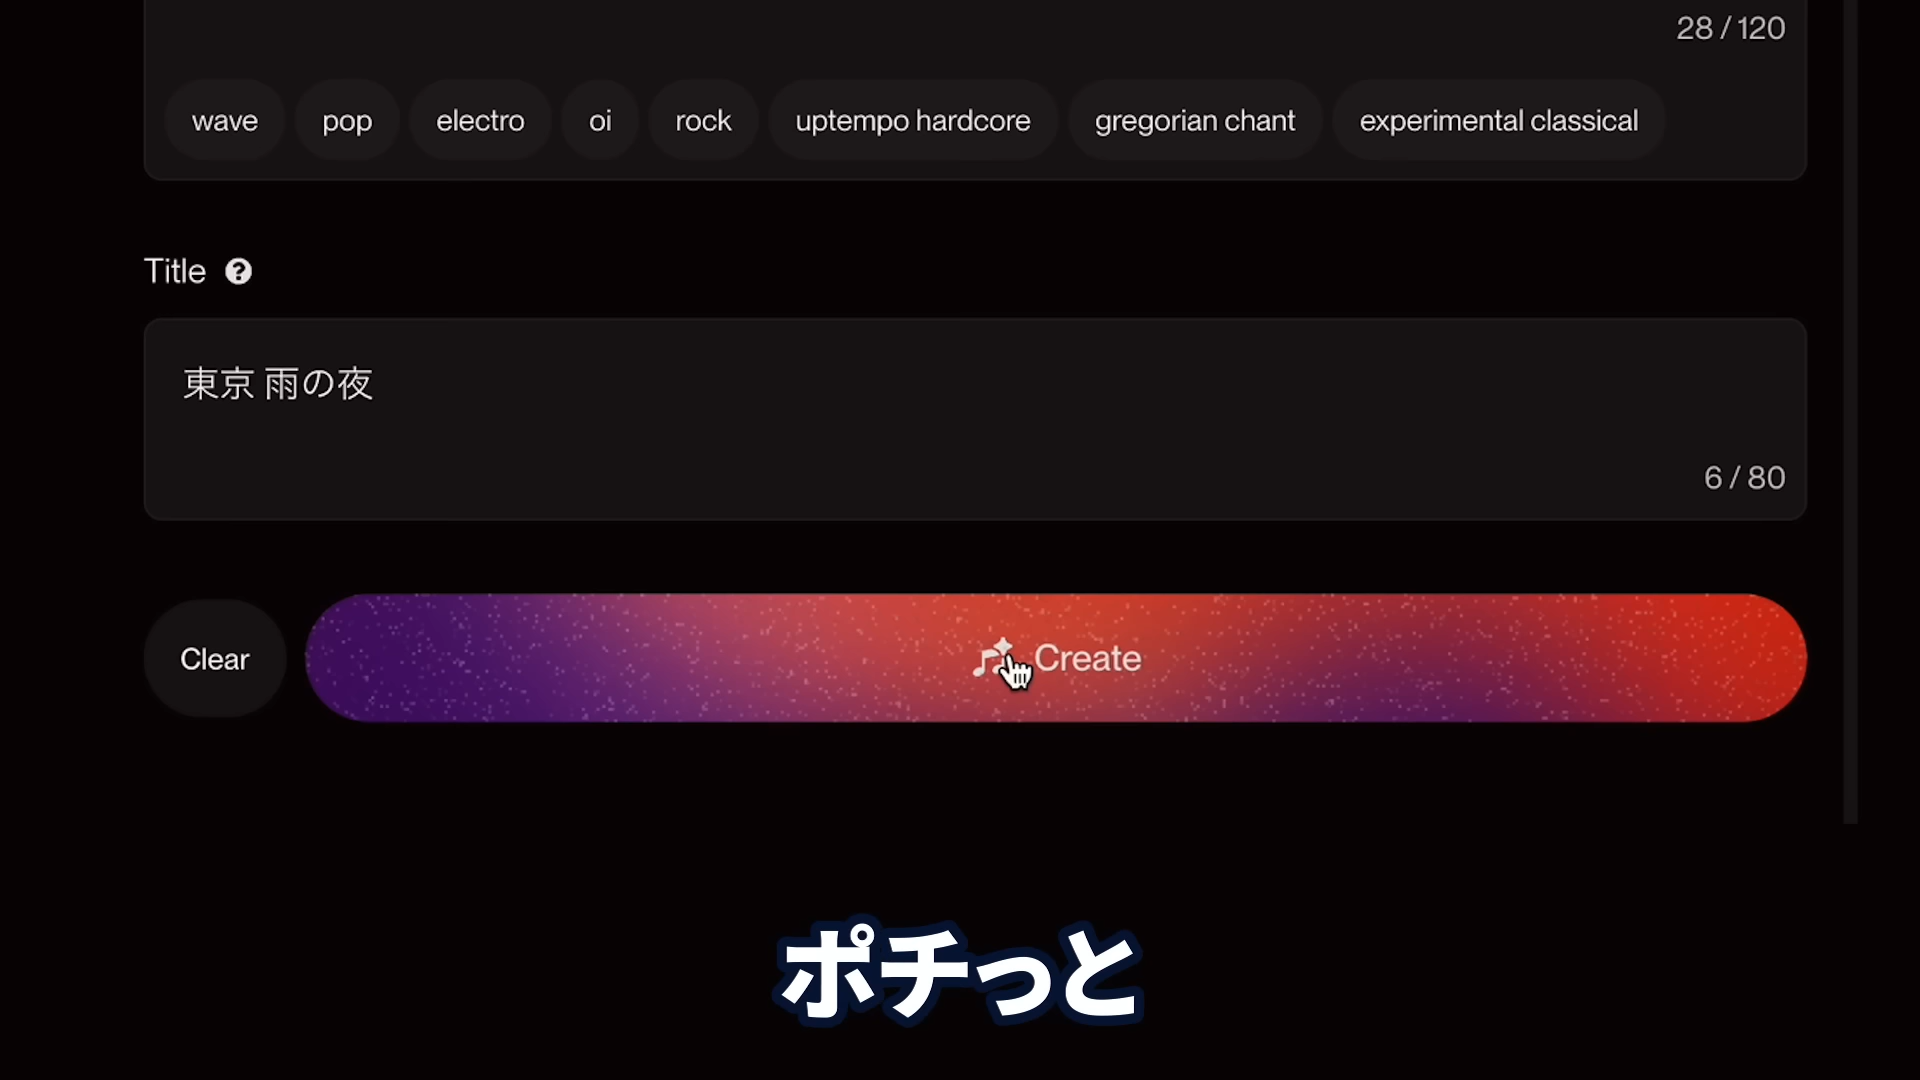 28 / 120
wave pop electro oi rock uptempo hardcore gregorian chant experimental classical
Title ?
東京 雨の夜
6 / 80
Clear Create
ポチっと